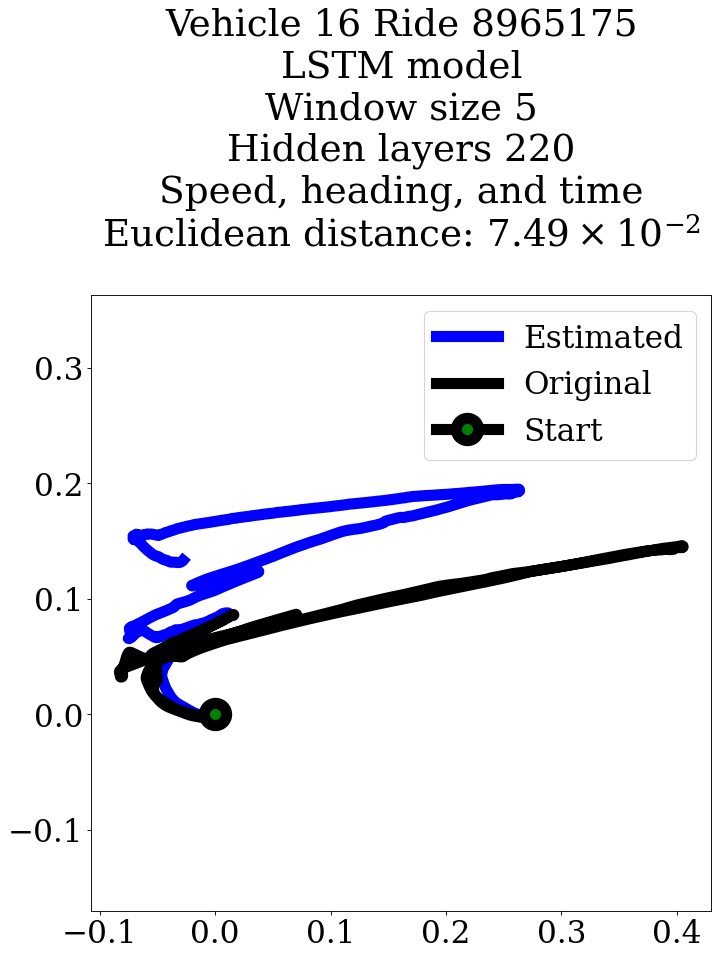 Vehicle 16 Ride 8965175
LSTM model
Window size 5
Hidden layers 220
Speed, heading, and time
Euclidean distance: 7.49 × 10⁻²
Estimated
Original
Start
0.3
0.2
0.1
0.0
−0.1
−0.1 0.0 0.1 0.2 0.3 0.4